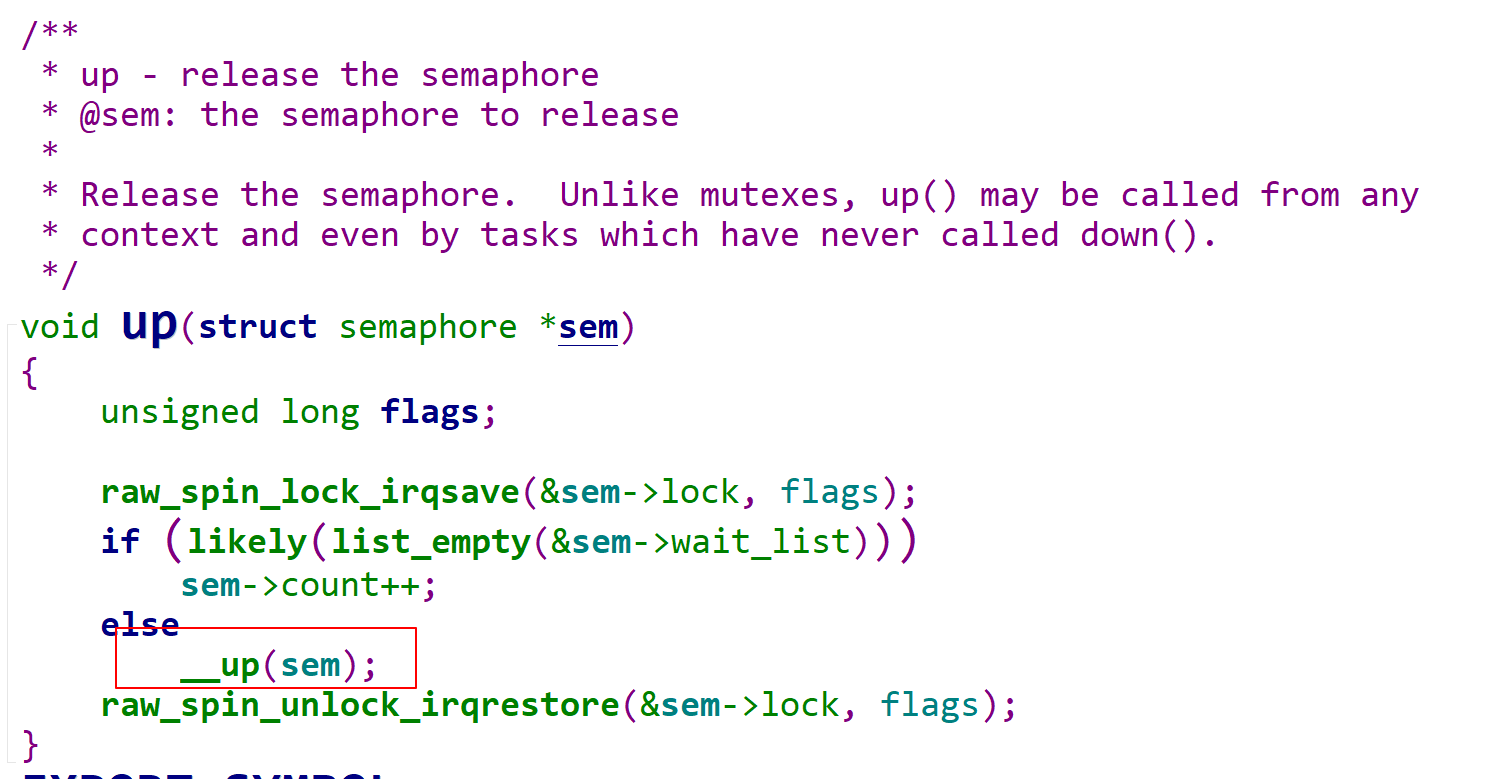 /**
 * up - release the semaphore
 * @sem: the semaphore to release
 *
 * Release the semaphore.  Unlike mutexes, up() may be called from any
 * context and even by tasks which have never called down().
 */
void up(struct semaphore *sem)
{
    unsigned long flags;

    raw_spin_lock_irqsave(&sem->lock, flags);
    if (likely(list_empty(&sem->wait_list)))
        sem->count++;
    else
        __up(sem);
    raw_spin_unlock_irqrestore(&sem->lock, flags);
}